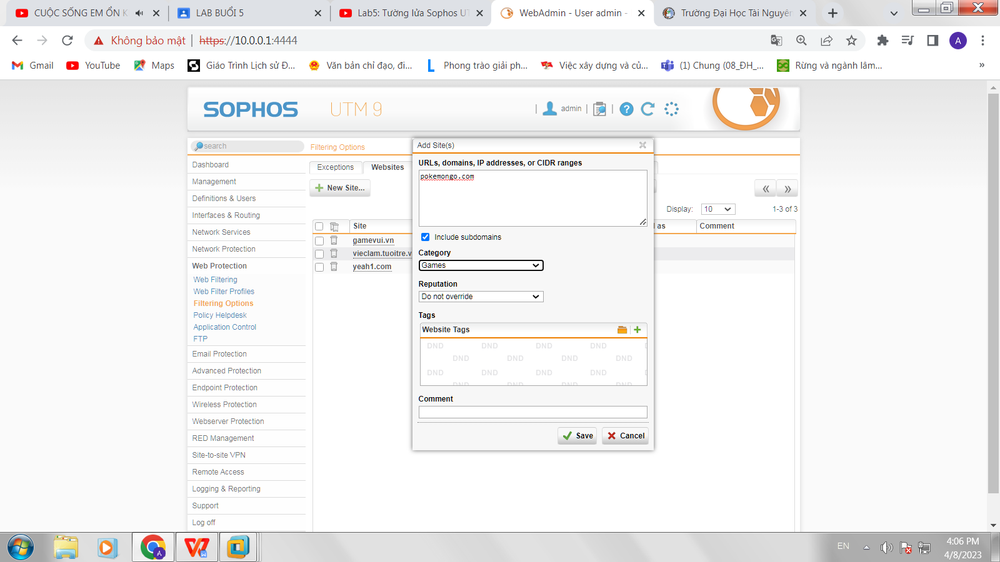 CUỘC SỐNG EM ỔN K
LAB BUỔI 5
Lab5: Tường lửa Sophos UT
WebAdmin - User admin -
Trường Đại Học Tài Nguyên
Không bảo mật | https://10.0.0.1:4444
A
Gmail
YouTube
Maps
Giáo Trình Lịch sử Đ...
Văn bản chỉ đạo, đi...
Phong trào giải ph...
Việc xây dựng và củ...
(1) Chung (08_ĐH_...
Rừng và ngành lâm...
»
SOPHOS UTM 9
| admin | |
search
Filtering Options
Dashboard
Management
Definitions & Users
Interfaces & Routing
Network Services
Network Protection
Web Protection
Web Filtering
Web Filter Profiles
Filtering Options
Policy Helpdesk
Application Control
FTP
Email Protection
Advanced Protection
Endpoint Protection
Wireless Protection
Webserver Protection
RED Management
Site-to-site VPN
Remote Access
Logging & Reporting
Support
Log off
Exceptions
Websites
New Site...
Display: 10
1-3 of 3
Site
as
Comment
gamevui.vn
vieclam.tuoitre.v
yeah1.com
Add Site(s)
URLs, domains, IP addresses, or CIDR ranges
pokemongo.com
Include subdomains
Category
Games
Reputation
Do not override
Tags
Website Tags
DND DND DND DND
DND DND DND DND
DND DND DND DND
DND DND DND DND
Comment
Save
Cancel
EN
4:06 PM
4/8/2023